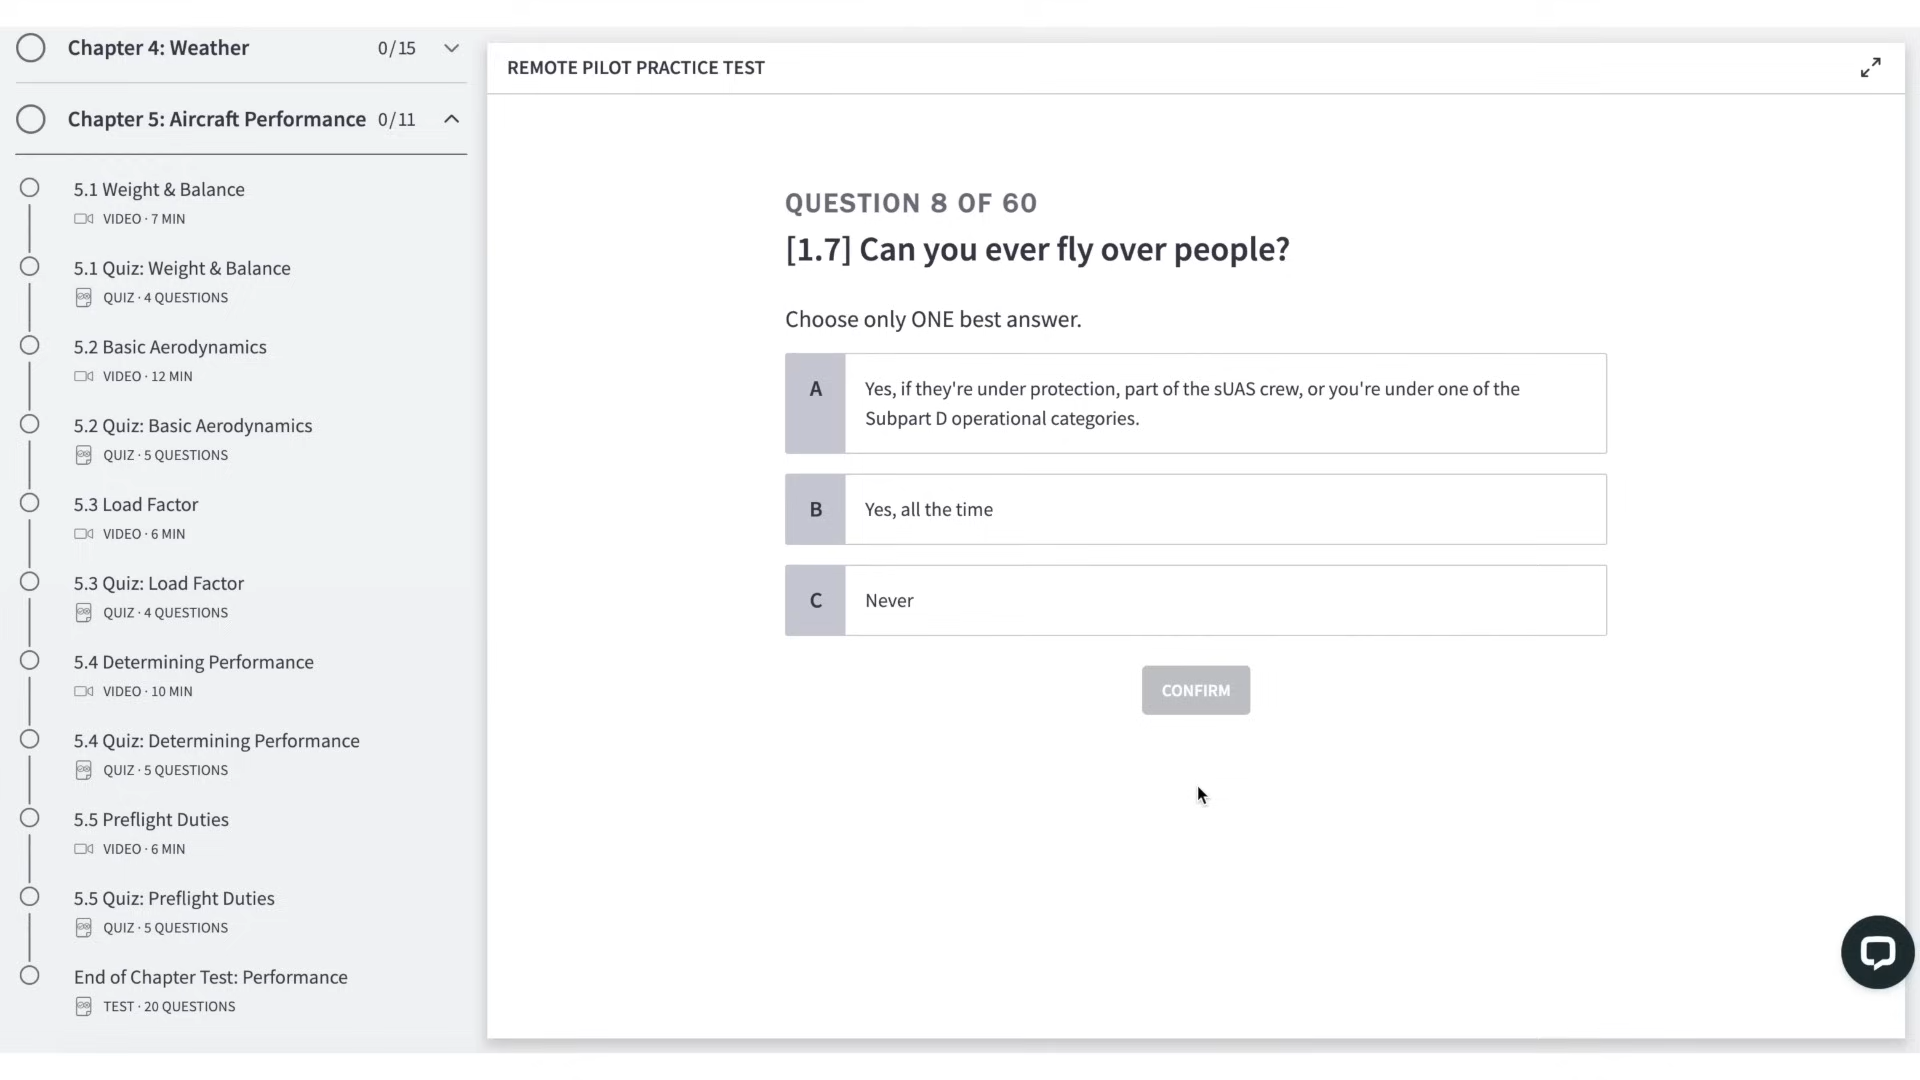 Chapter 4: Weather 0/15
Chapter 5: Aircraft Performance 0/11
5.1 Weight & Balance
VIDEO · 7 MIN
5.1 Quiz: Weight & Balance
QUIZ · 4 QUESTIONS
5.2 Basic Aerodynamics
VIDEO · 12 MIN
5.2 Quiz: Basic Aerodynamics
QUIZ · 5 QUESTIONS
5.3 Load Factor
VIDEO · 6 MIN
5.3 Quiz: Load Factor
QUIZ · 4 QUESTIONS
5.4 Determining Performance
VIDEO · 10 MIN
5.4 Quiz: Determining Performance
QUIZ · 5 QUESTIONS
5.5 Preflight Duties
VIDEO · 6 MIN
5.5 Quiz: Preflight Duties
QUIZ · 5 QUESTIONS
End of Chapter Test: Performance
TEST · 20 QUESTIONS
REMOTE PILOT PRACTICE TEST
QUESTION 8 OF 60
[1.7] Can you ever fly over people?
Choose only ONE best answer.
A Yes, if they're under protection, part of the sUAS crew, or you're under one of the
Subpart D operational categories.
B Yes, all the time
C Never
CONFIRM